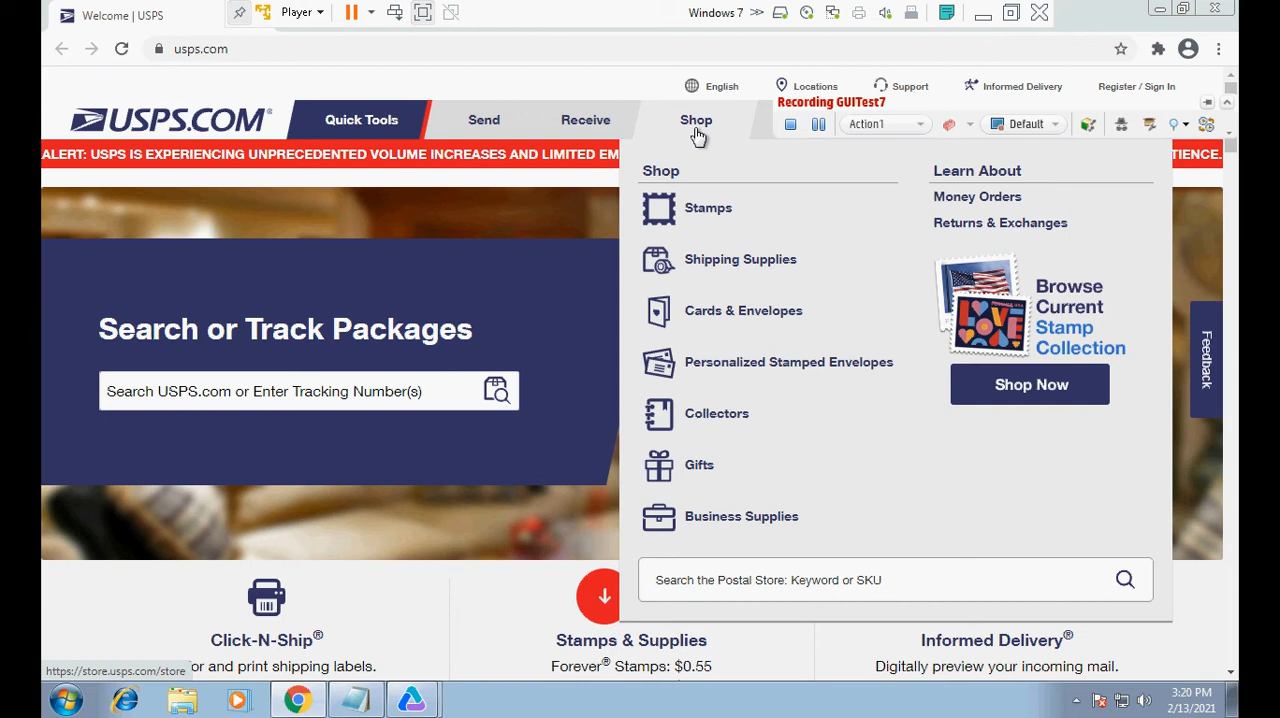 Welcome | USPS
Player
Windows 7
usps.com
English
Locations
Support
Informed Delivery
Register / Sign In
Recording GUITest7
USPS.COM®
Quick Tools
Send
Receive
Shop
Action1
Default
ALERT: USPS IS EXPERIENCING UNPRECEDENTED VOLUME INCREASES AND LIMITED EM
TIENCE.
Shop
Stamps
Shipping Supplies
Cards & Envelopes
Personalized Stamped Envelopes
Collectors
Gifts
Business Supplies
Learn About
Money Orders
Returns & Exchanges
LOVE
Browse
Current
Stamp
Collection
Shop Now
Search the Postal Store: Keyword or SKU
Search or Track Packages
Search USPS.com or Enter Tracking Number(s)
Feedback
Click-N-Ship®
or and print shipping labels.
Stamps & Supplies
Forever® Stamps: $0.55
Informed Delivery®
Digitally preview your incoming mail.
https://store.usps.com/store
3:20 PM
2/13/2021